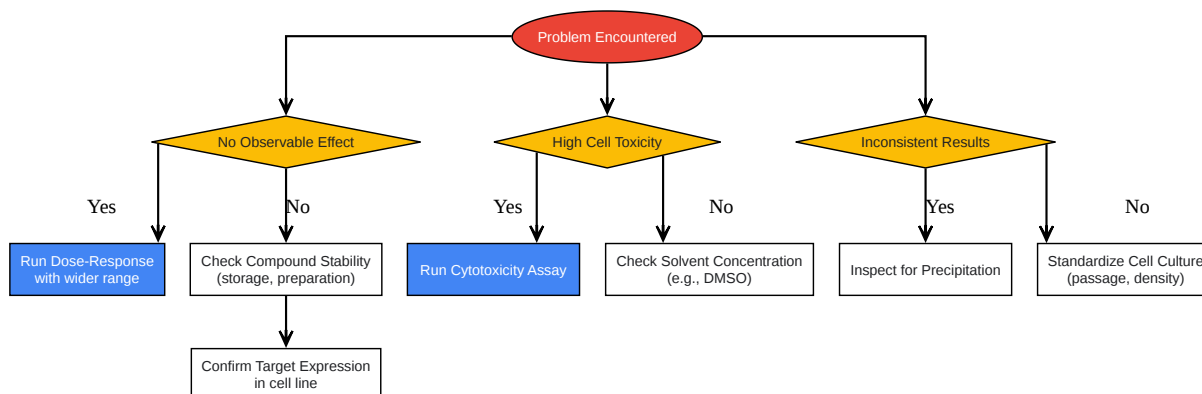 Problem Encountered
No Observable Effect
High Cell Toxicity
Inconsistent Results
Yes
No
Yes
No
Yes
No
Run Dose-Response
with wider range
Check Compound Stability
(storage, preparation)
Run Cytotoxicity Assay
Check Solvent Concentration
(e.g., DMSO)
Inspect for Precipitation
Standardize Cell Culture
(passage, density)
Confirm Target Expression
in cell line